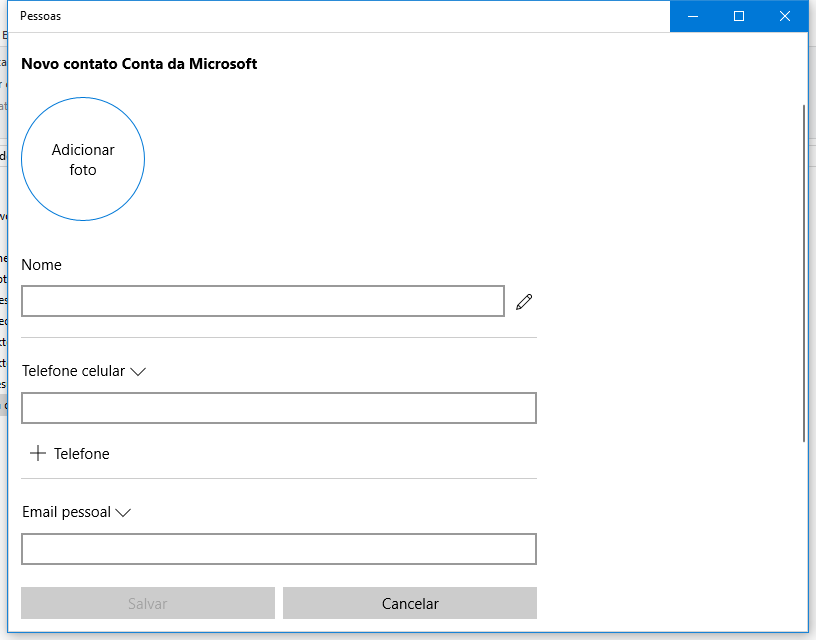 Pessoas
Novo contato Conta da Microsoft
Adicionar
foto
Nome
Telefone celular
Telefone
Email pessoal
Salvar
Cancelar